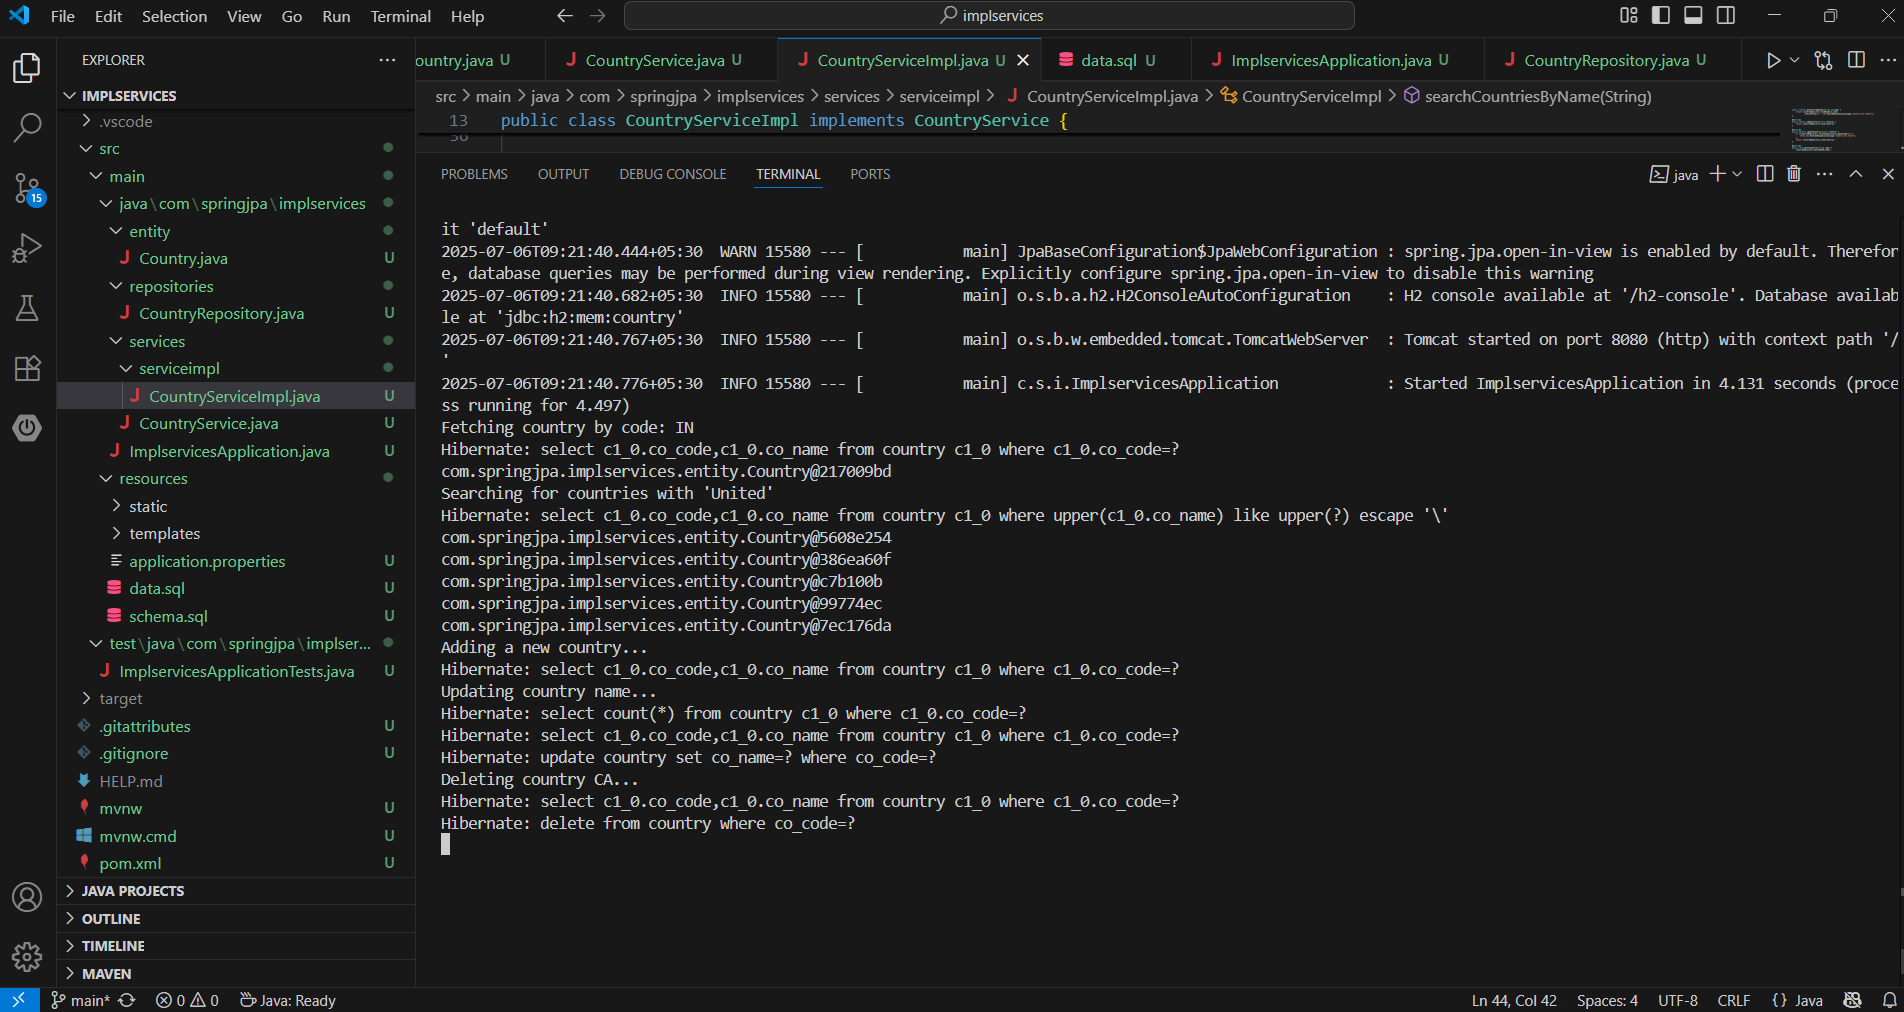 File Edit Selection View Go Run Terminal Help
implservices
EXPLORER
IMPLSERVICES
.vscode
src
main
java\com\springjpa\implservices
entity
Country.java U
repositories
CountryRepository.java U
services
serviceimpl
CountryServiceImpl.java U
CountryService.java U
ImplservicesApplication.java U
resources
static
templates
application.properties U
data.sql U
schema.sql U
test\java\com\springjpa\implser...
ImplservicesApplicationTests.java U
target
.gitattributes U
.gitignore U
HELP.md
mvnw U
mvnw.cmd U
pom.xml U
JAVA PROJECTS
OUTLINE
TIMELINE
MAVEN
15
ountry.java U CountryService.java U CountryServiceImpl.java U data.sql U ImplservicesApplication.java U CountryRepository.java U
src > main > java > com > springjpa > implservices > services > serviceimpl > CountryServiceImpl.java > CountryServiceImpl > searchCountriesByName(String)
13 public class CountryServiceImpl implements CountryService {
PROBLEMS OUTPUT DEBUG CONSOLE TERMINAL PORTS
java
it 'default'
2025-07-06T09:21:40.444+05:30 WARN 15580 --- [ main] JpaBaseConfiguration$JpaWebConfiguration : spring.jpa.open-in-view is enabled by default. Therefor
e, database queries may be performed during view rendering. Explicitly configure spring.jpa.open-in-view to disable this warning
2025-07-06T09:21:40.682+05:30 INFO 15580 --- [ main] o.s.b.a.h2.H2ConsoleAutoConfiguration : H2 console available at '/h2-console'. Database availab
le at 'jdbc:h2:mem:country'
2025-07-06T09:21:40.767+05:30 INFO 15580 --- [ main] o.s.b.w.embedded.tomcat.TomcatWebServer : Tomcat started on port 8080 (http) with context path '/
'
2025-07-06T09:21:40.776+05:30 INFO 15580 --- [ main] c.s.i.ImplservicesApplication : Started ImplservicesApplication in 4.131 seconds (proce
ss running for 4.497)
Fetching country by code: IN
Hibernate: select c1_0.co_code,c1_0.co_name from country c1_0 where c1_0.co_code=?
com.springjpa.implservices.entity.Country@217009bd
Searching for countries with 'United'
Hibernate: select c1_0.co_code,c1_0.co_name from country c1_0 where upper(c1_0.co_name) like upper(?) escape '\'
com.springjpa.implservices.entity.Country@5608e254
com.springjpa.implservices.entity.Country@386ea60f
com.springjpa.implservices.entity.Country@c7b100b
com.springjpa.implservices.entity.Country@99774ec
com.springjpa.implservices.entity.Country@7ec176da
Adding a new country...
Hibernate: select c1_0.co_code,c1_0.co_name from country c1_0 where c1_0.co_code=?
Updating country name...
Hibernate: select count(*) from country c1_0 where c1_0.co_code=?
Hibernate: select c1_0.co_code,c1_0.co_name from country c1_0 where c1_0.co_code=?
Hibernate: update country set co_name=? where co_code=?
Deleting country CA...
Hibernate: select c1_0.co_code,c1_0.co_name from country c1_0 where c1_0.co_code=?
Hibernate: delete from country where co_code=?
main* 0 0 Java: Ready
Ln 44, Col 42 Spaces: 4 UTF-8 CRLF {} Java